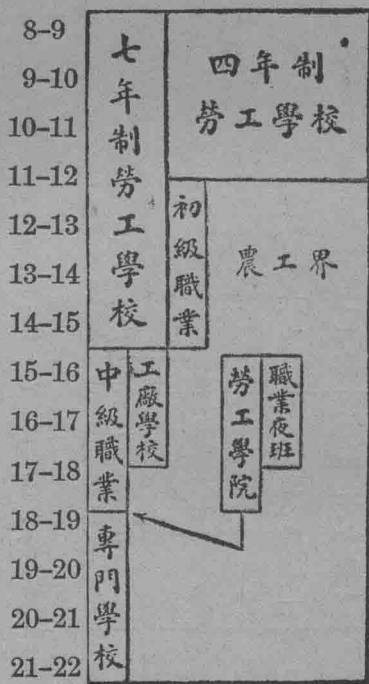 8-9
9-10
10-11
11-12
12-13
13-14
14-15
15-16
16-17
17-18
18-19
19-20
20-21
21-22
七年制勞工學校
四年制
勞工學校
初級職業
農工界
中級職業
工廠學校
勞工學院
職業夜班
專門學校